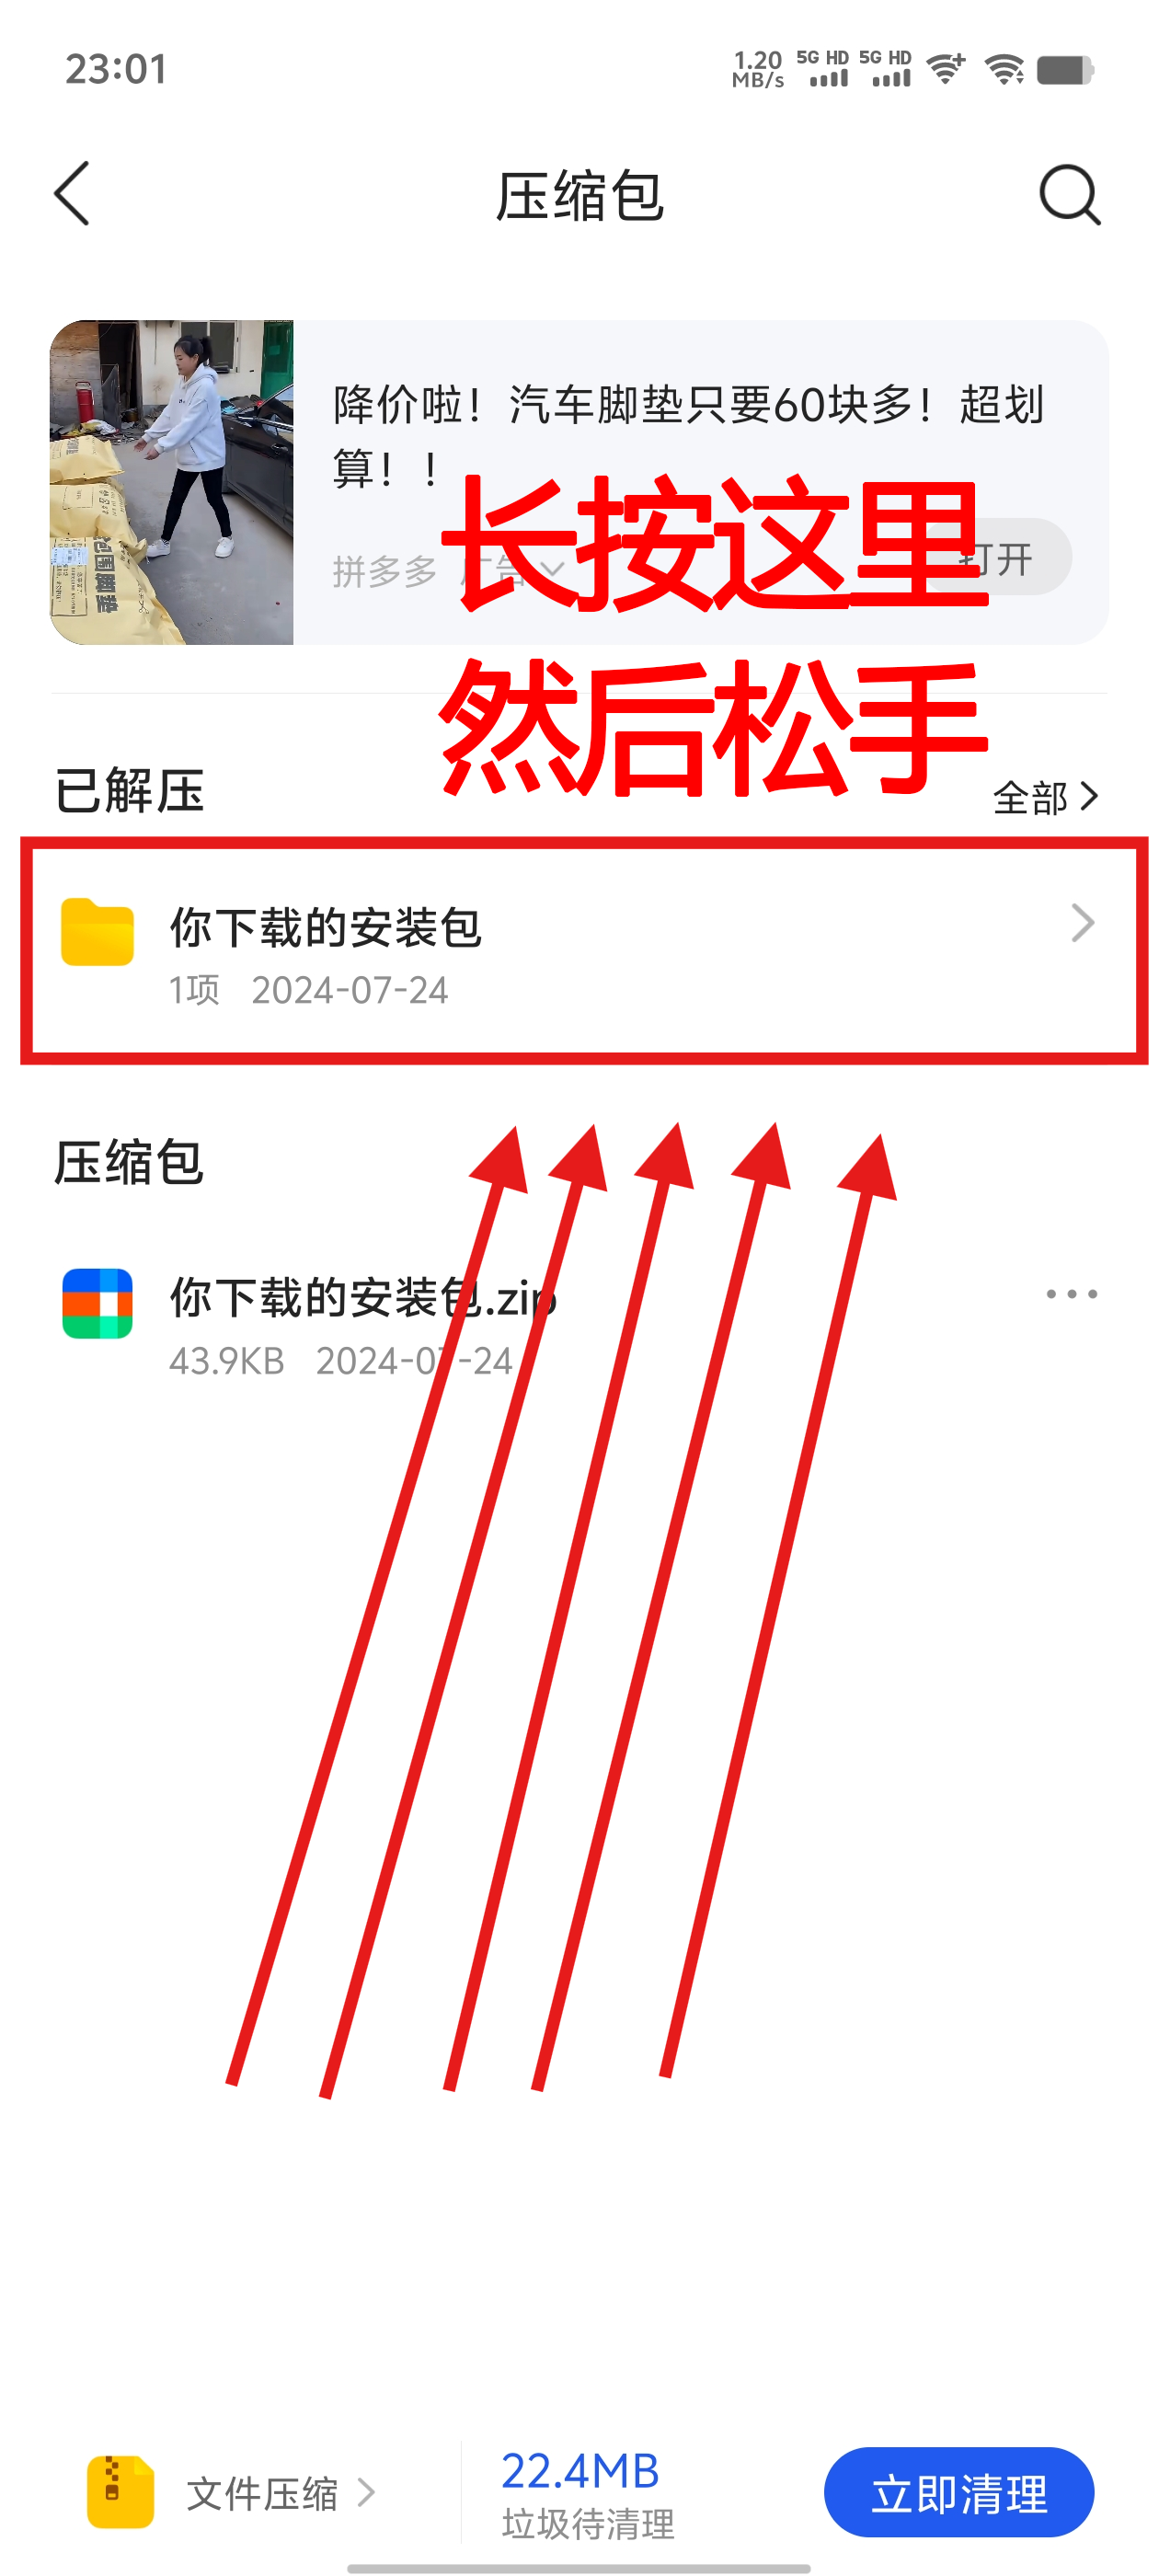 23:01
1.20 MB/s 5G HD 5G HD
压缩包
降价啦！汽车脚垫只要60块多！超划
算！！
长按这里
拼多多 广告
打开
然后松手
已解压
全部
你下载的安装包
1项 2024-07-24
压缩包
你下载的安装包.zip
43.9KB 2024-07-24
文件压缩
22.4MB
垃圾待清理
立即清理